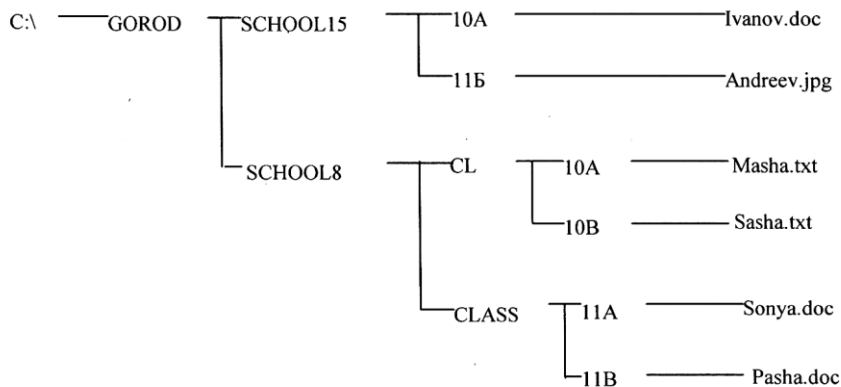 C:\ GOROD SCHOOL15 10A Ivanov.doc
11Б Andreev.jpg
SCHOOL8 CL 10A Masha.txt
10B Sasha.txt
CLASS 11A Sonya.doc
11B Pasha.doc